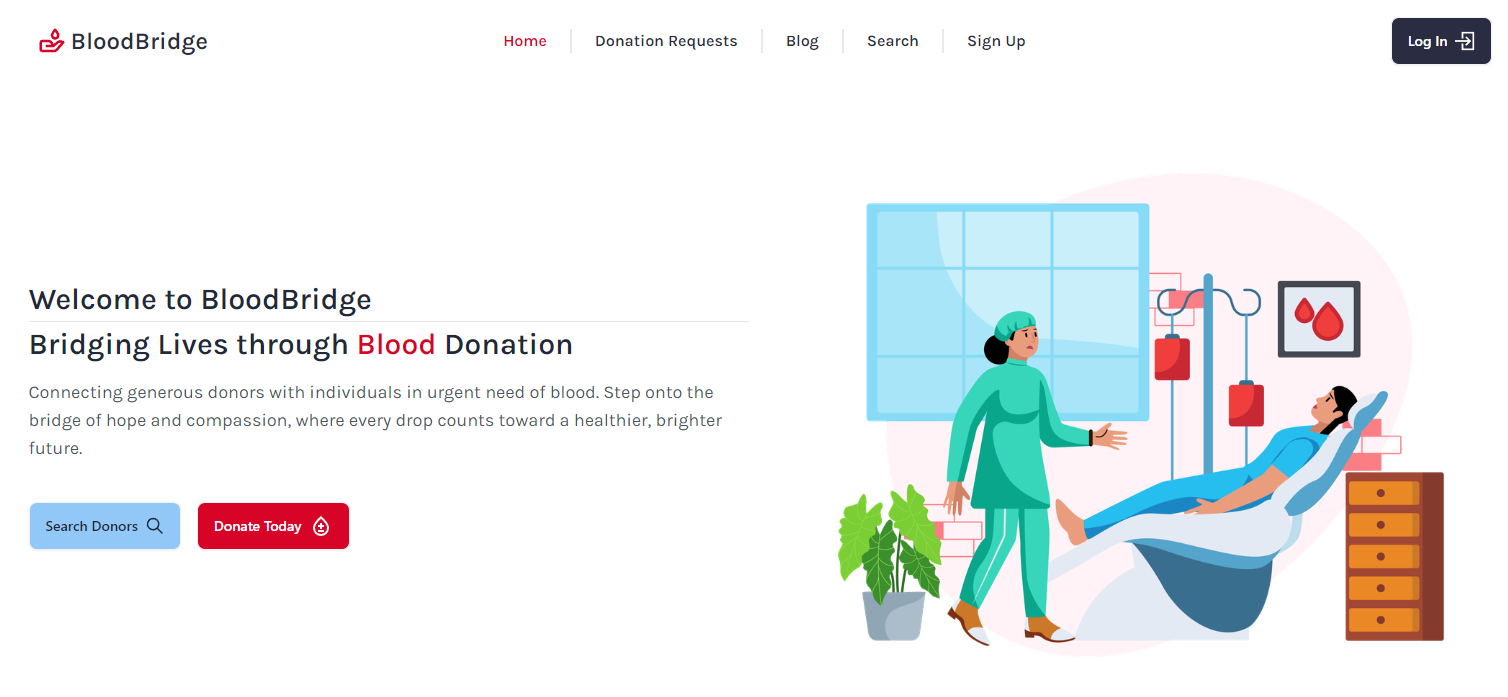 BloodBridge
Home
Donation Requests
Blog
Search
Sign Up
Log In
Welcome to BloodBridge
Bridging Lives through Blood Donation
Connecting generous donors with individuals in urgent need of blood. Step onto the
bridge of hope and compassion, where every drop counts toward a healthier, brighter
future.
Search Donors
Donate Today